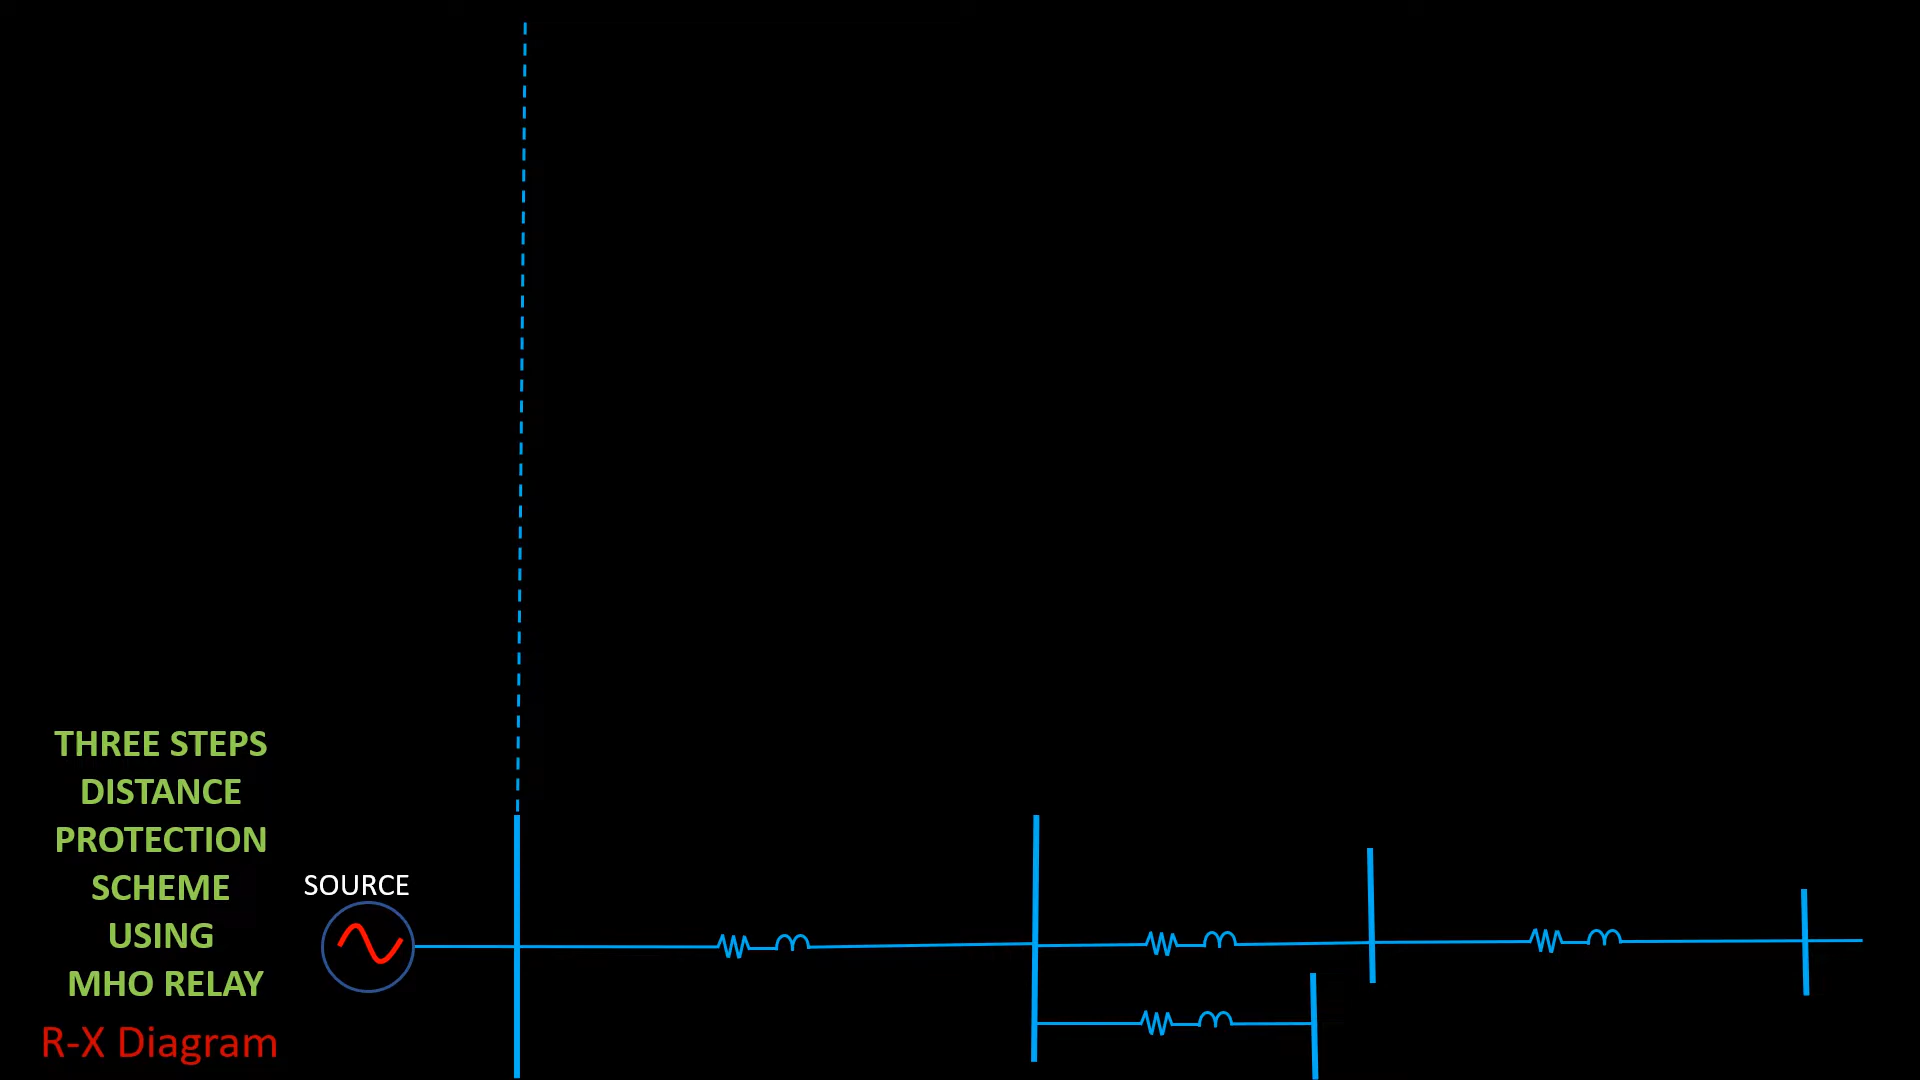 THREE STEPS
DISTANCE
PROTECTION
SCHEME
USING
MHO RELAY
R-X Diagram
SOURCE